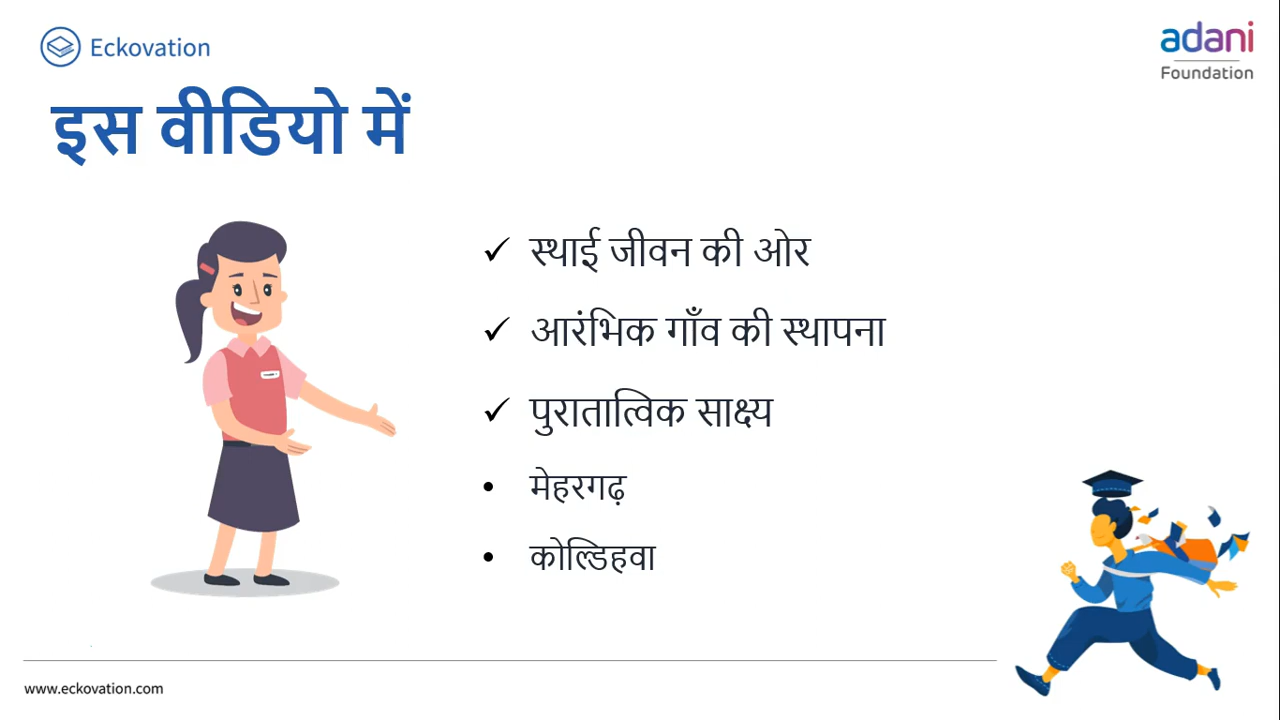 Eckovation
adani
Foundation
इस वीडियो में
✓ स्थाई जीवन की ओर
✓ आरंभिक गाँव की स्थापना
✓ पुरातात्विक साक्ष्य
• मेहरगढ़
• कोल्डिहवा
www.eckovation.com